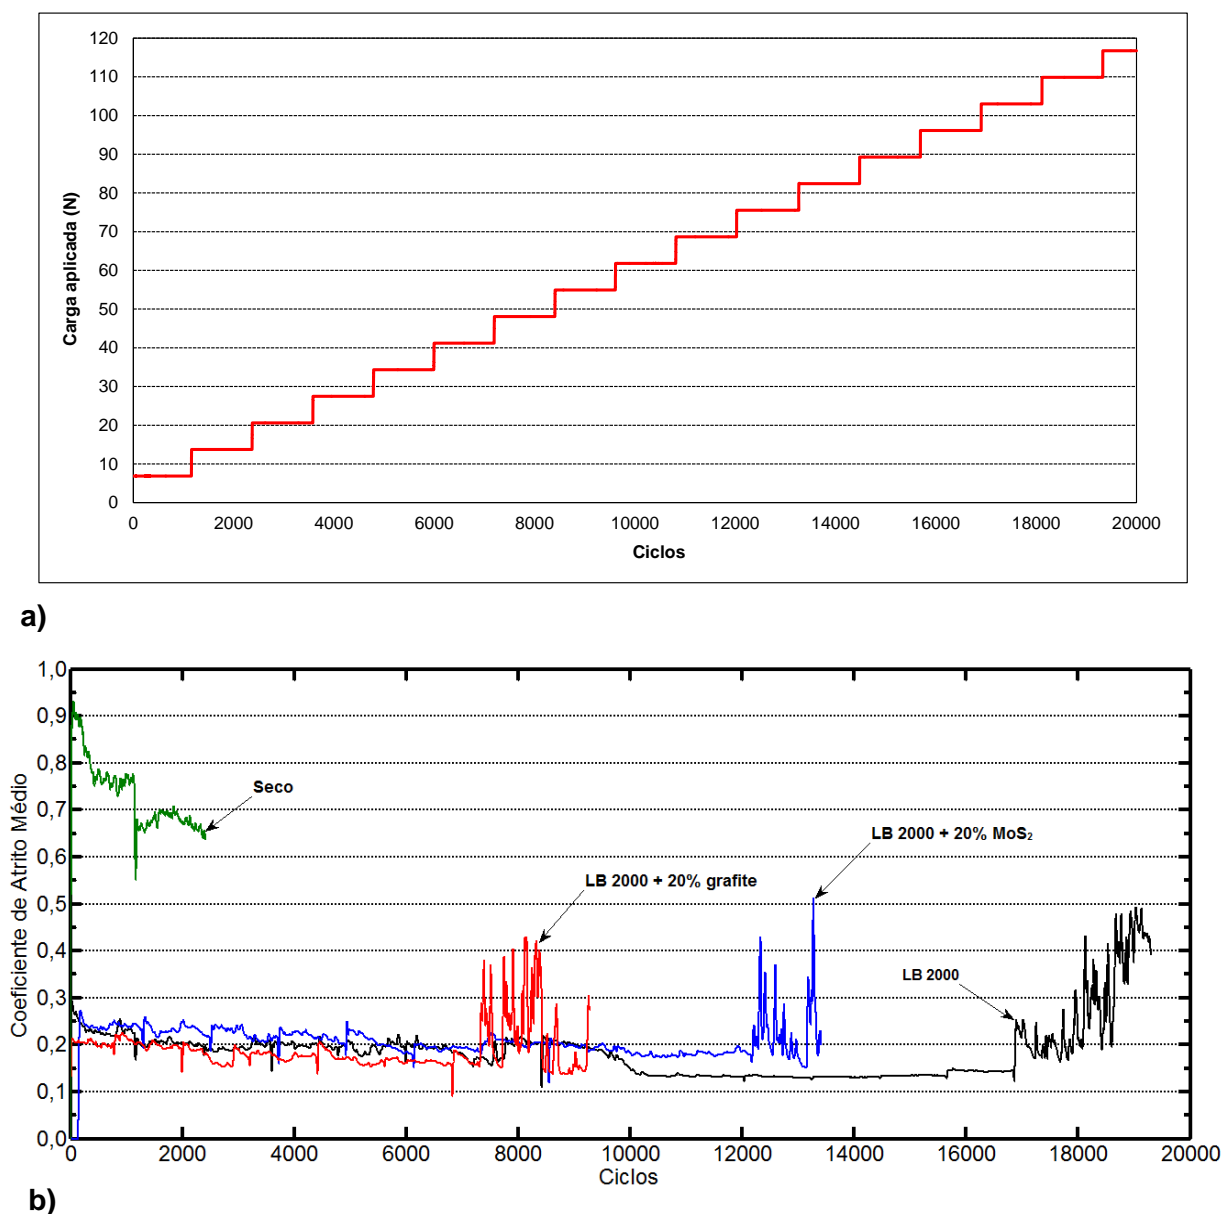 120
110
100
90
80
70
60
50
40
30
20
10
0
Carga aplicada (N)
0 2000 4000 6000 8000 10000 12000 14000 16000 18000 20000
Ciclos
a)
1,0
0,9
0,8
0,7
0,6
0,5
0,4
0,3
0,2
0,1
0,0
Coeficiente de Atrito Médio
Seco
LB 2000 + 20% MoS₂
LB 2000 + 20% grafite
LB 2000
0 2000 4000 6000 8000 10000 12000 14000 16000 18000 20000
Ciclos
b)